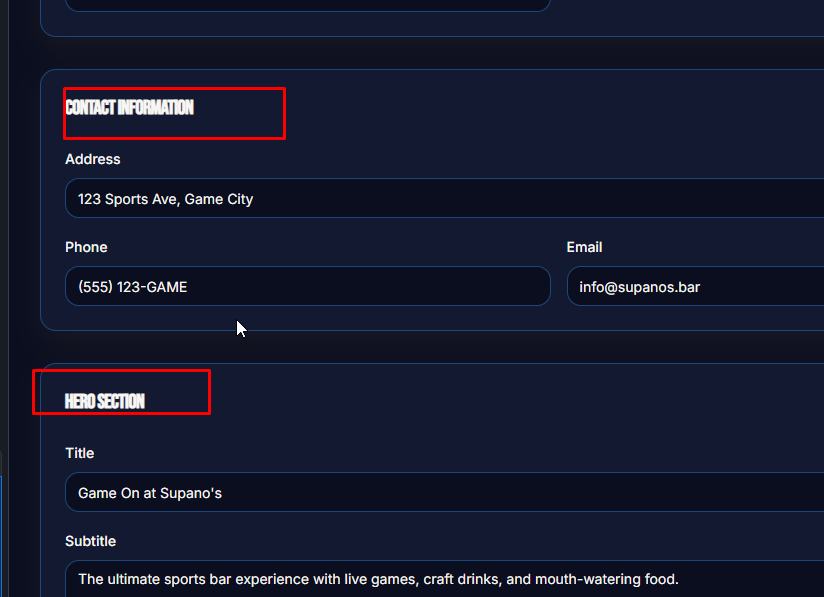 CONTACT INFORMATION
Address
123 Sports Ave, Game City
Phone
Email
(555) 123-GAME
info@supanos.bar
HERO SECTION
Title
Game On at Supano's
Subtitle
The ultimate sports bar experience with live games, craft drinks, and mouth-watering food.